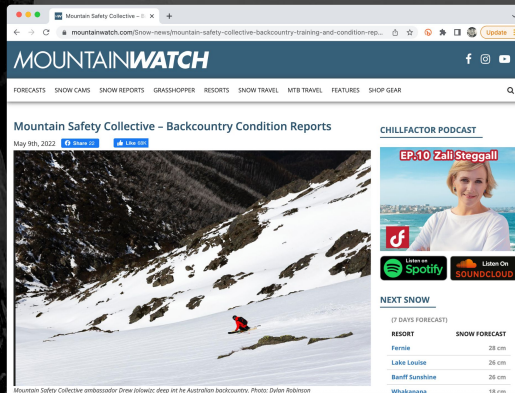 Mountain Safety Collective – B
mountainwatch.com/Snow-news/mountain-safety-collective-backcountry-training-and-condition-rep...
Update
MOUNTAINWATCH
FORECASTS SNOW CAMS SNOW REPORTS GRASSHOPPER RESORTS SNOW TRAVEL MTB TRAVEL FEATURES SHOP GEAR
Mountain Safety Collective – Backcountry Condition Reports
May 9th, 2022 Share 22 Like 69K
Mountain Safety Collective ambassador Drew Jolowicz deep int he Australian backcountry. Photo: Dylan Robinson
CHILLFACTOR PODCAST
EP.10 Zali Steggall
cf
Listen on
Spotify
Listen On
SOUNDCLOUD
NEXT SNOW
(7 DAYS FORECAST)
RESORT SNOW FORECAST
Fernie 28 cm
Lake Louise 26 cm
Banff Sunshine 26 cm
Whakapapa 18 cm